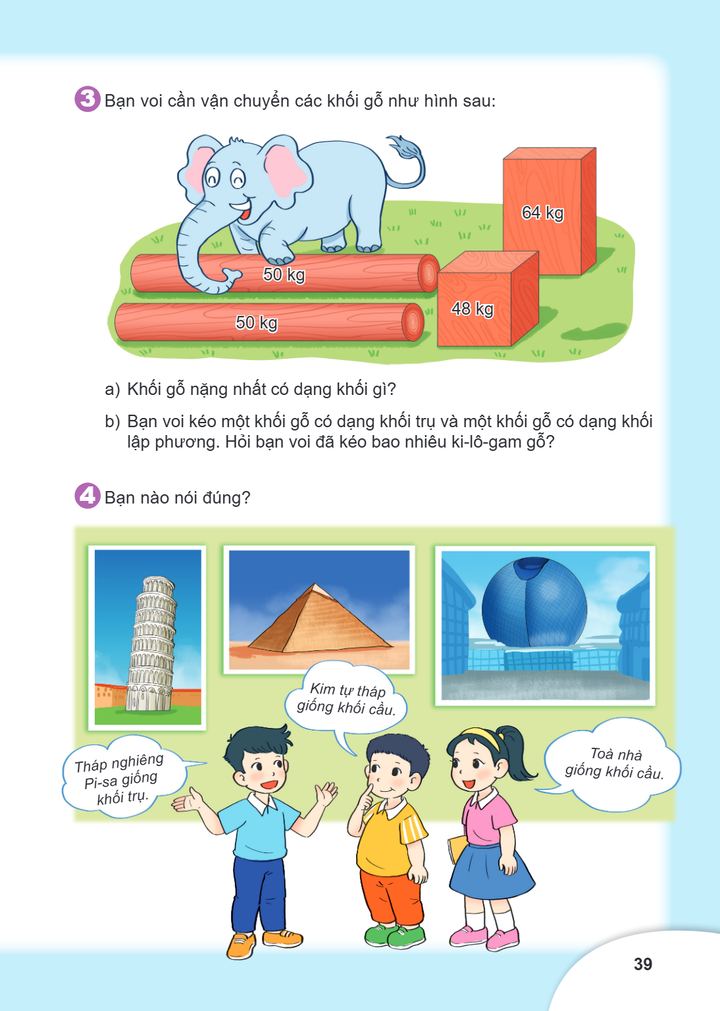 3 Bạn voi cần vận chuyển các khối gỗ như hình sau:
64 kg
50 kg
48 kg
50 kg
a) Khối gỗ nặng nhất có dạng khối gì?
b) Bạn voi kéo một khối gỗ có dạng khối trụ và một khối gỗ có dạng khối
lập phương. Hỏi bạn voi đã kéo bao nhiêu ki-lô-gam gỗ?
4 Bạn nào nói đúng?
Kim tự tháp
giống khối cầu.
Tháp nghiêng
Pi-sa giống
khối trụ.
Toà nhà
giống khối cầu.
39